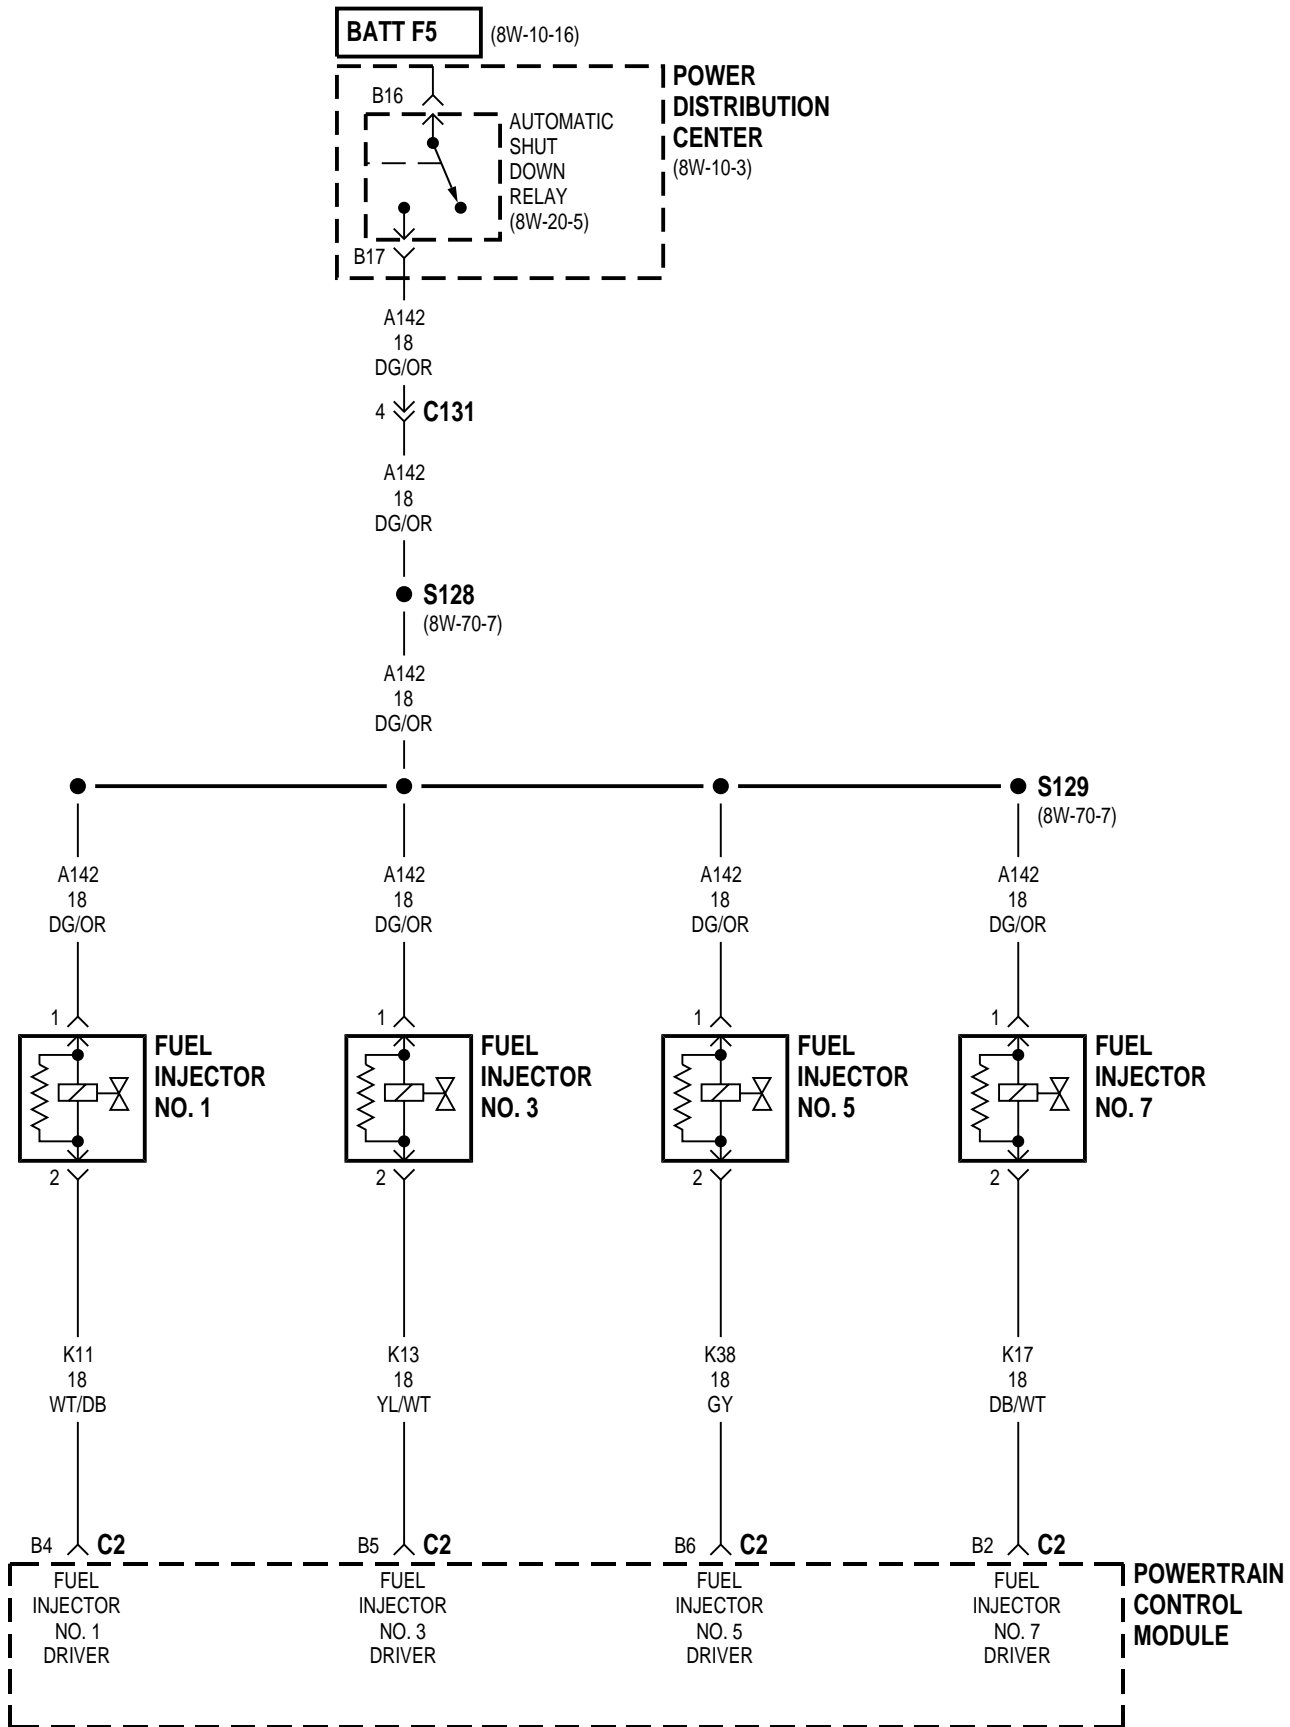 BATT F5 (8W-10-16)
POWER
DISTRIBUTION
CENTER
(8W-10-3)
B16
AUTOMATIC
SHUT
DOWN
RELAY
(8W-20-5)
B17
A142
18
DG/OR
4 C131
A142
18
DG/OR
S128
(8W-70-7)
A142
18
DG/OR
S129
(8W-70-7)
A142
18
DG/OR
A142
18
DG/OR
A142
18
DG/OR
A142
18
DG/OR
1
FUEL
INJECTOR
NO. 1
2
1
FUEL
INJECTOR
NO. 3
2
1
FUEL
INJECTOR
NO. 5
2
1
FUEL
INJECTOR
NO. 7
2
K11
18
WT/DB
K13
18
YL/WT
K38
18
GY
K17
18
DB/WT
B4 C2
B5 C2
B6 C2
B2 C2
FUEL
INJECTOR
NO. 1
DRIVER
FUEL
INJECTOR
NO. 3
DRIVER
FUEL
INJECTOR
NO. 5
DRIVER
FUEL
INJECTOR
NO. 7
DRIVER
POWERTRAIN
CONTROL
MODULE